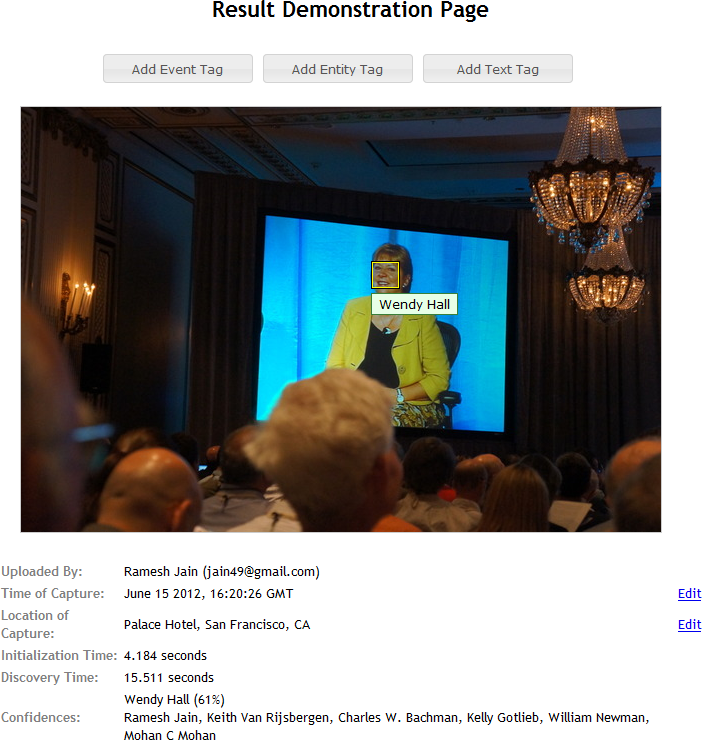 Result Demonstration Page
Add Event Tag Add Entity Tag Add Text Tag
Wendy Hall
Uploaded By: Ramesh Jain (jain49@gmail.com)
Time of Capture: June 15 2012, 16:20:26 GMT Edit
Location of
Capture: Palace Hotel, San Francisco, CA Edit
Initialization Time: 4.184 seconds
Discovery Time: 15.511 seconds
Wendy Hall (61%)
Confidences: Ramesh Jain, Keith Van Rijsbergen, Charles W. Bachman, Kelly Gotlieb, William Newman,
Mohan C Mohan